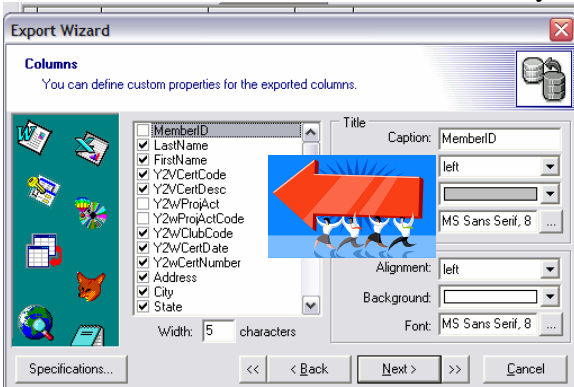 Export Wizard
Columns
You can define custom properties for the exported columns.
MemberID
LastName
FirstName
Y2VCertCode
Y2VCertDesc
Y2WProjAct
Y2wProjActCode
Y2WClubCode
Y2WCertDate
Y2wCertNumber
Address
City
State
Width: 5 characters
Title
Caption: MemberID
left
MS Sans Serif, 8 ...
Alignment: left
Background:
Font: MS Sans Serif, 8 ...
Specifications...
<<
< Back
Next >
>>
Cancel